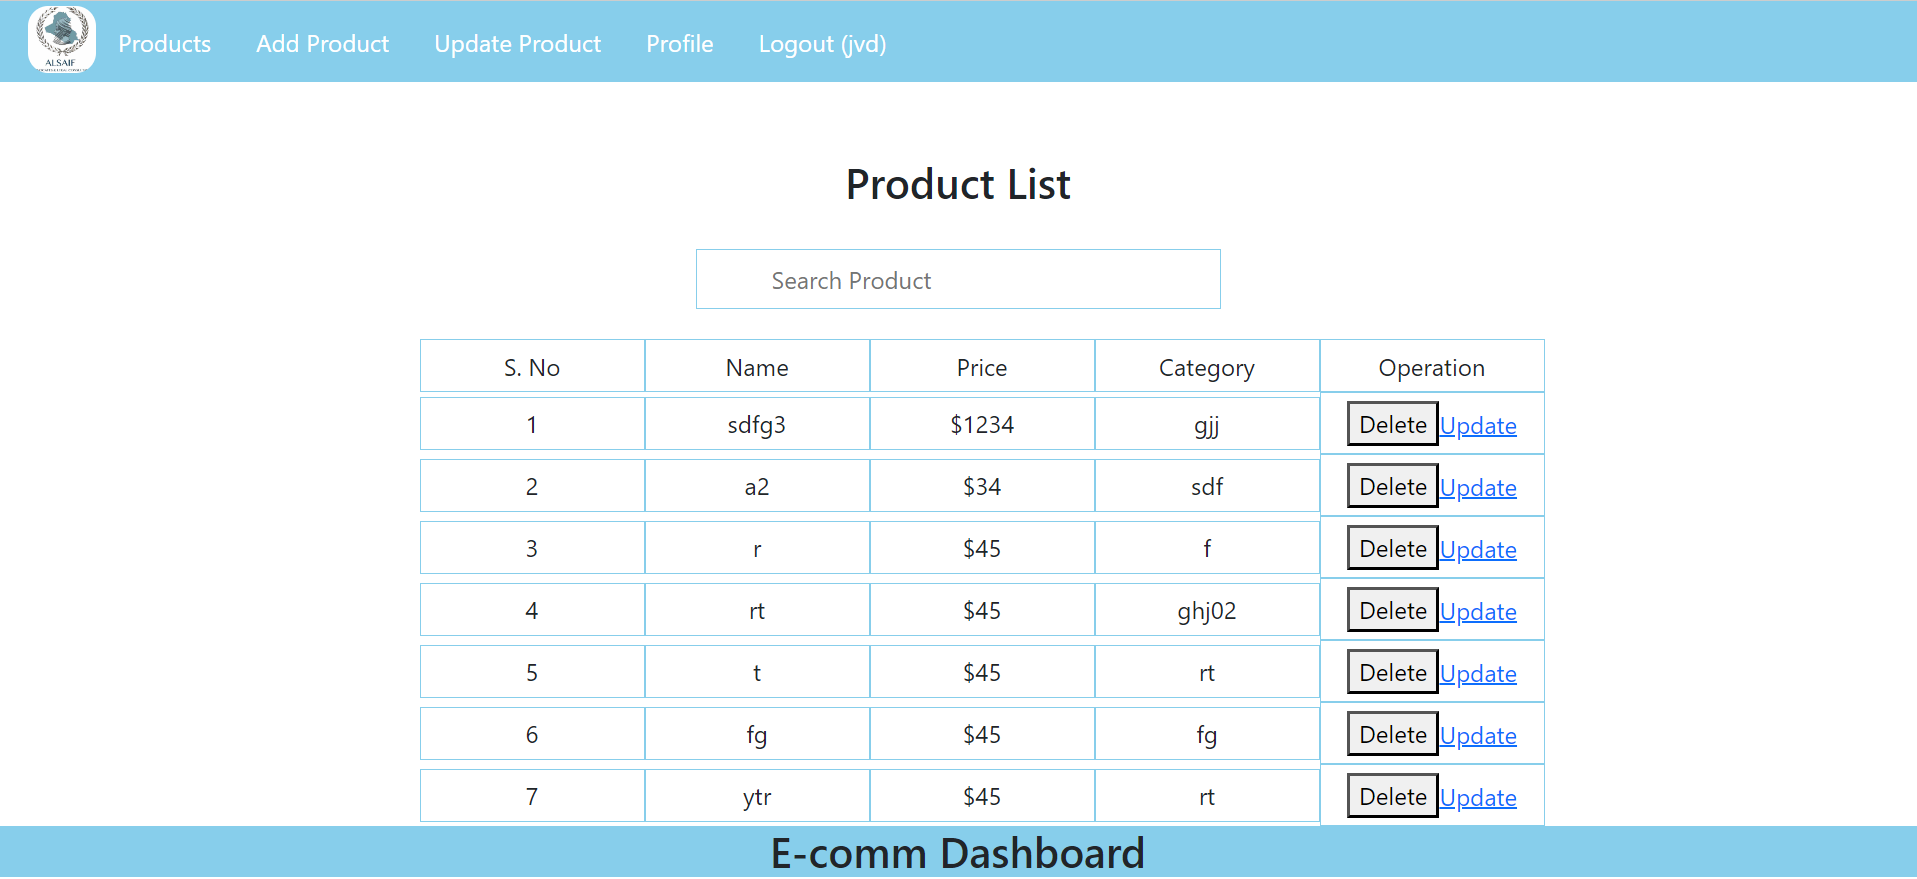 ALSAIF
Products Add Product Update Product Profile Logout (jvd)
Product List
Search Product
S. No Name Price Category Operation
1 sdfg3 $1234 gjj Delete Update
2 a2 $34 sdf Delete Update
3 r $45 f Delete Update
4 rt $45 ghj02 Delete Update
5 t $45 rt Delete Update
6 fg $45 fg Delete Update
7 ytr $45 rt Delete Update
E-comm Dashboard